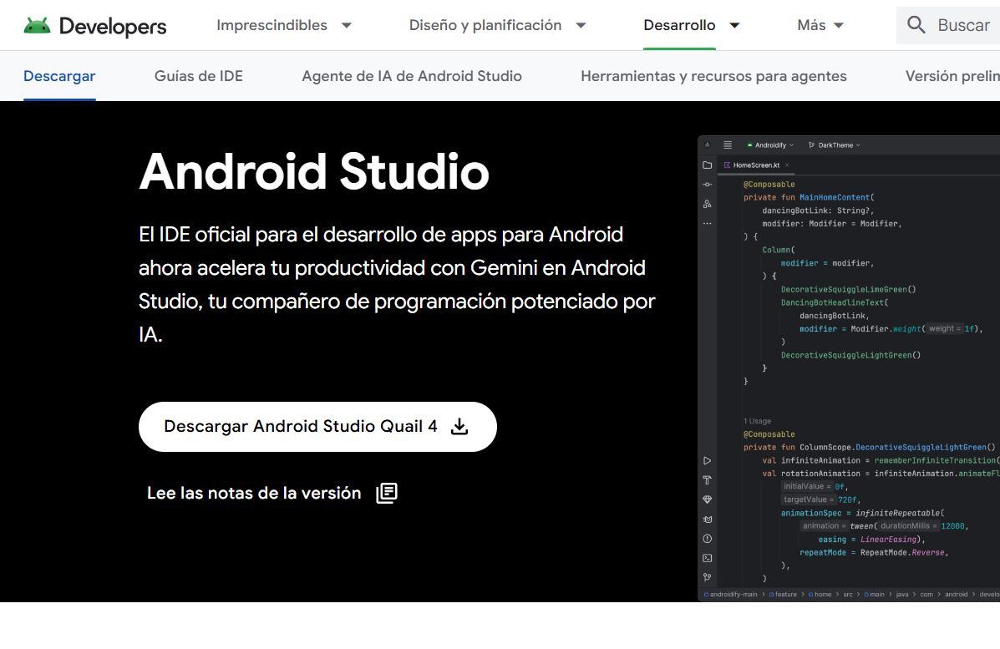 Developers
Imprescindibles
Diseño y planificación
Desarrollo
Más
Buscar
Descargar
Guías de IDE
Agente de IA de Android Studio
Herramientas y recursos para agentes
Versión prelim
Android Studio
El IDE oficial para el desarrollo de apps para Android
ahora acelera tu productividad con Gemini en Android
Studio, tu compañero de programación potenciado por
IA.
Descargar Android Studio Quail 4
Lee las notas de la versión
Androidify
DarkTheme
HomeScreen.kt
@Composable
private fun MainHomeContent(
dancingBotLink: String?,
modifier: Modifier = Modifier,
) {
Column(
modifier = modifier,
) {
DecorativeSquiggleLimeGreen()
DancingBotHeadlineText(
dancingBotLink,
modifier = Modifier.weight( weight = 1f),
)
DecorativeSquiggleLightGreen()
}
}
1 Usage
@Composable
private fun ColumnScope.DecorativeSquiggleLightGreen()
val infiniteAnimation = rememberInfiniteTransition(
val rotationAnimation = infiniteAnimation.animateFl
initialValue = 0f,
targetValue = 720f,
animationSpec = infiniteRepeatable(
animation = tween( durationMillis = 12000,
easing = LinearEasing),
repeatMode = RepeatMode.Reverse,
),
)
androidify-main > feature > home > src > main > java > com > android > develo